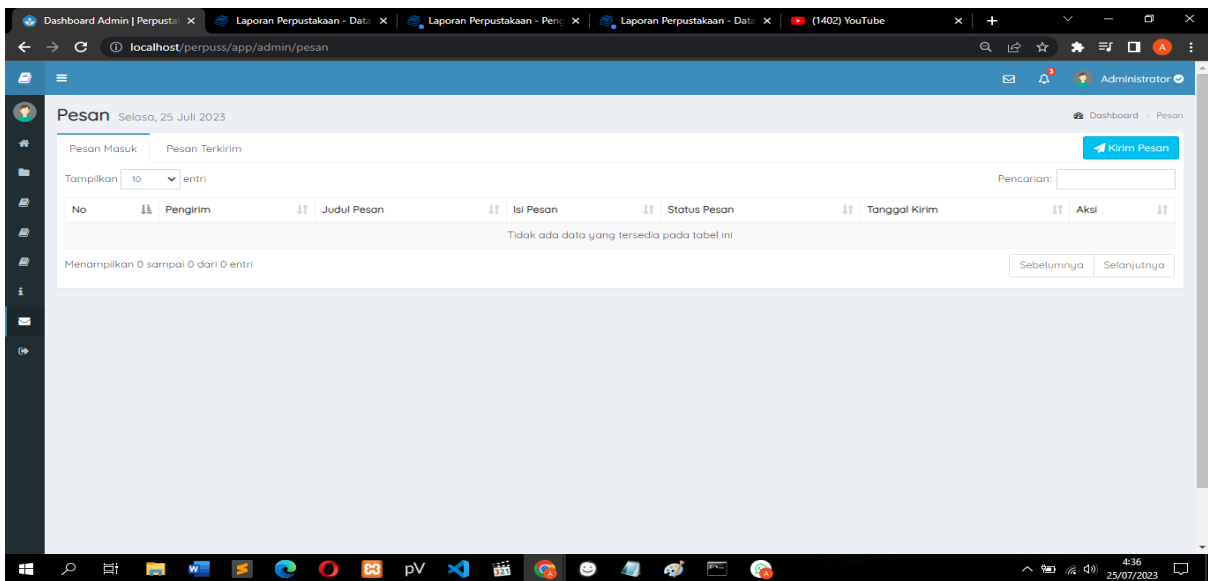 Dashboard Admin | Perpusta
Laporan Perpustakaan - Data
Laporan Perpustakaan - Peng
Laporan Perpustakaan - Data
(1402) YouTube
localhost/perpuss/app/admin/pesan
A
3
Administrator
Pesan Selasa, 25 Juli 2023
Dashboard > Pesan
Pesan Masuk
Pesan Terkirim
Kirim Pesan
Tampilkan 10 entri
Pencarian:
No
Pengirim
Judul Pesan
Isi Pesan
Status Pesan
Tanggal Kirim
Aksi
Tidak ada data yang tersedia pada tabel ini
Menampilkan 0 sampai 0 dari 0 entri
Sebelumnya
Selanjutnya
4:36
25/07/2023